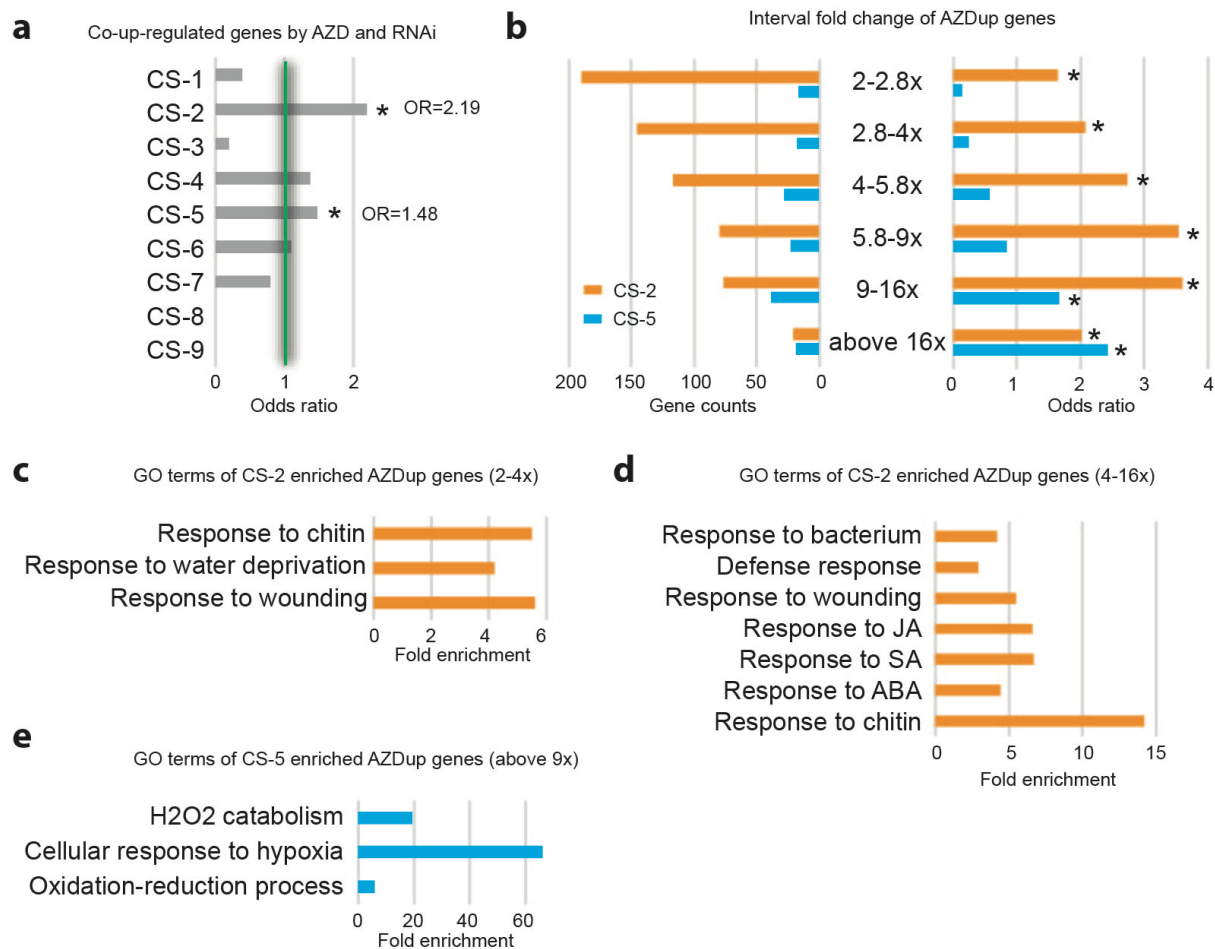 a
Co-up-regulated genes by AZD and RNAi
CS-1
CS-2
* OR=2.19
CS-3
CS-4
CS-5
* OR=1.48
CS-6
CS-7
CS-8
CS-9
0 1 2
Odds ratio
b
Interval fold change of AZDup genes
2-2.8x *
2.8-4x *
4-5.8x *
5.8-9x *
9-16x *
*
above 16x *
*
CS-2
CS-5
200 150 100 50 0
Gene counts
0 1 2 3 4
Odds ratio
c
GO terms of CS-2 enriched AZDup genes (2-4x)
Response to chitin
Response to water deprivation
Response to wounding
0 2 4 6
Fold enrichment
d
GO terms of CS-2 enriched AZDup genes (4-16x)
Response to bacterium
Defense response
Response to wounding
Response to JA
Response to SA
Response to ABA
Response to chitin
0 5 10 15
Fold enrichment
e
GO terms of CS-5 enriched AZDup genes (above 9x)
H2O2 catabolism
Cellular response to hypoxia
Oxidation-reduction process
0 20 40 60
Fold enrichment